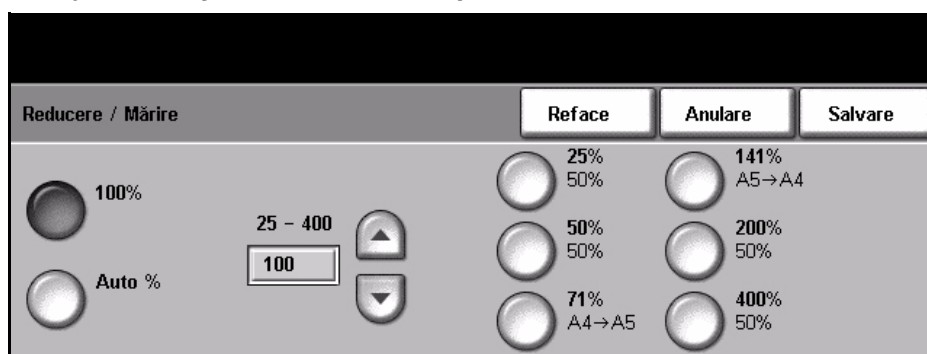 Reducere / Mărire
Reface
Anulare
Salvare
100%
Auto %
25 - 400
100
25%
50%
50%
50%
71%
A4→A5
141%
A5→A4
200%
50%
400%
50%